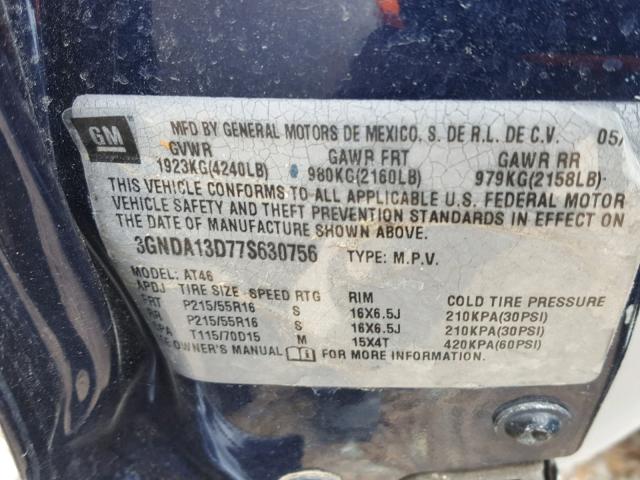 GM
MFD BY GENERAL MOTORS DE MEXICO, S. DE R.L. DE C.V. 05/
GVWR GAWR FRT GAWR RR
1923KG(4240LB) 980KG(2160LB) 979KG(2158LB)
THIS VEHICLE CONFORMS TO ALL APPLICABLE U.S. FEDERAL MOTOR
VEHICLE SAFETY AND THEFT PREVENTION STANDARDS IN EFFECT ON
THE DATE OF MANUFACTURE SHOWN ABOVE.
3GNDA13D77S630756 TYPE: M.P.V.
MODEL: AT46
APDJ TIRE SIZE SPEED RTG RIM COLD TIRE PRESSURE
FRT P215/55R16 S 16X6.5J 210KPA(30PSI)
RR P215/55R16 S 16X6.5J 210KPA(30PSI)
SPA T115/70D15 M 15X4T 420KPA(60PSI)
OWNER'S MANUAL FOR MORE INFORMATION.